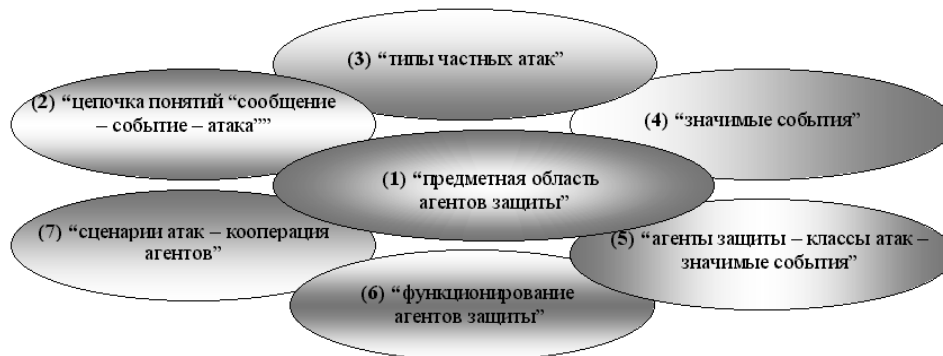 (3) “типы частных атак”
(2) “цепочка понятий “сообщение
– событие – атака””
(4) “значимые события”
(1) “предметная область
агентов защиты”
(7) “сценарии атак – кооперация
агентов”
(5) “агенты защиты – классы атак –
значимые события”
(6) “функционирование
агентов защиты”